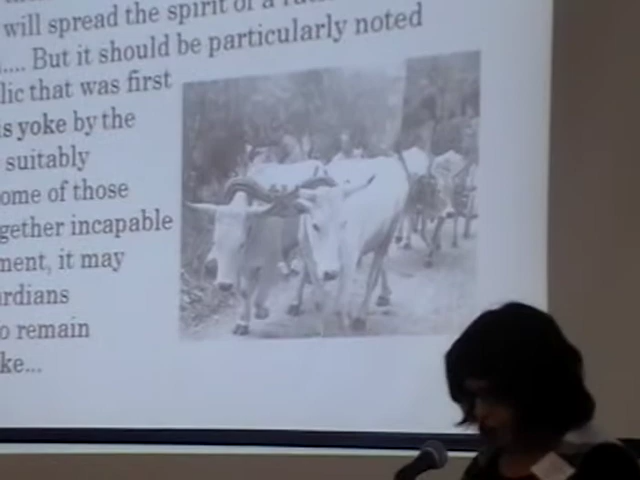 will spread the spirit of a
.... But it should be particularly noted
lic that was first
s yoke by the
suitably
ome of those
gether incapable
ment, it may
rdians
o remain
ke...